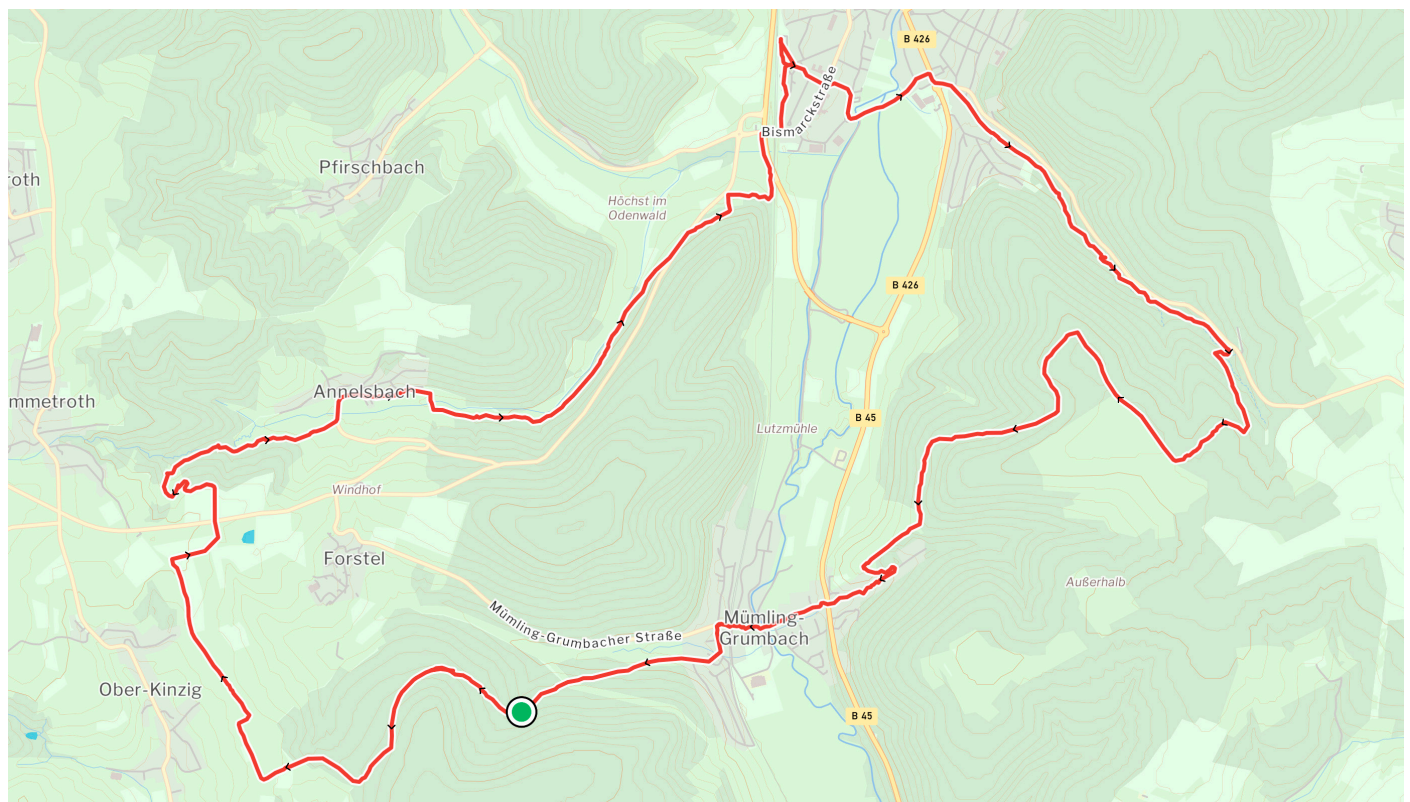 B 426
Bismarckstraße
Pfirschbach
roth
Höchst im
Odenwald
B 426
Annelsbach
mmetroth
B 45
Lutzmühle
Windhof
Forstel
Außerhalb
Mümling-Grumbacher Straße
Mümling-
Grumbach
Ober-Kinzig
B 45